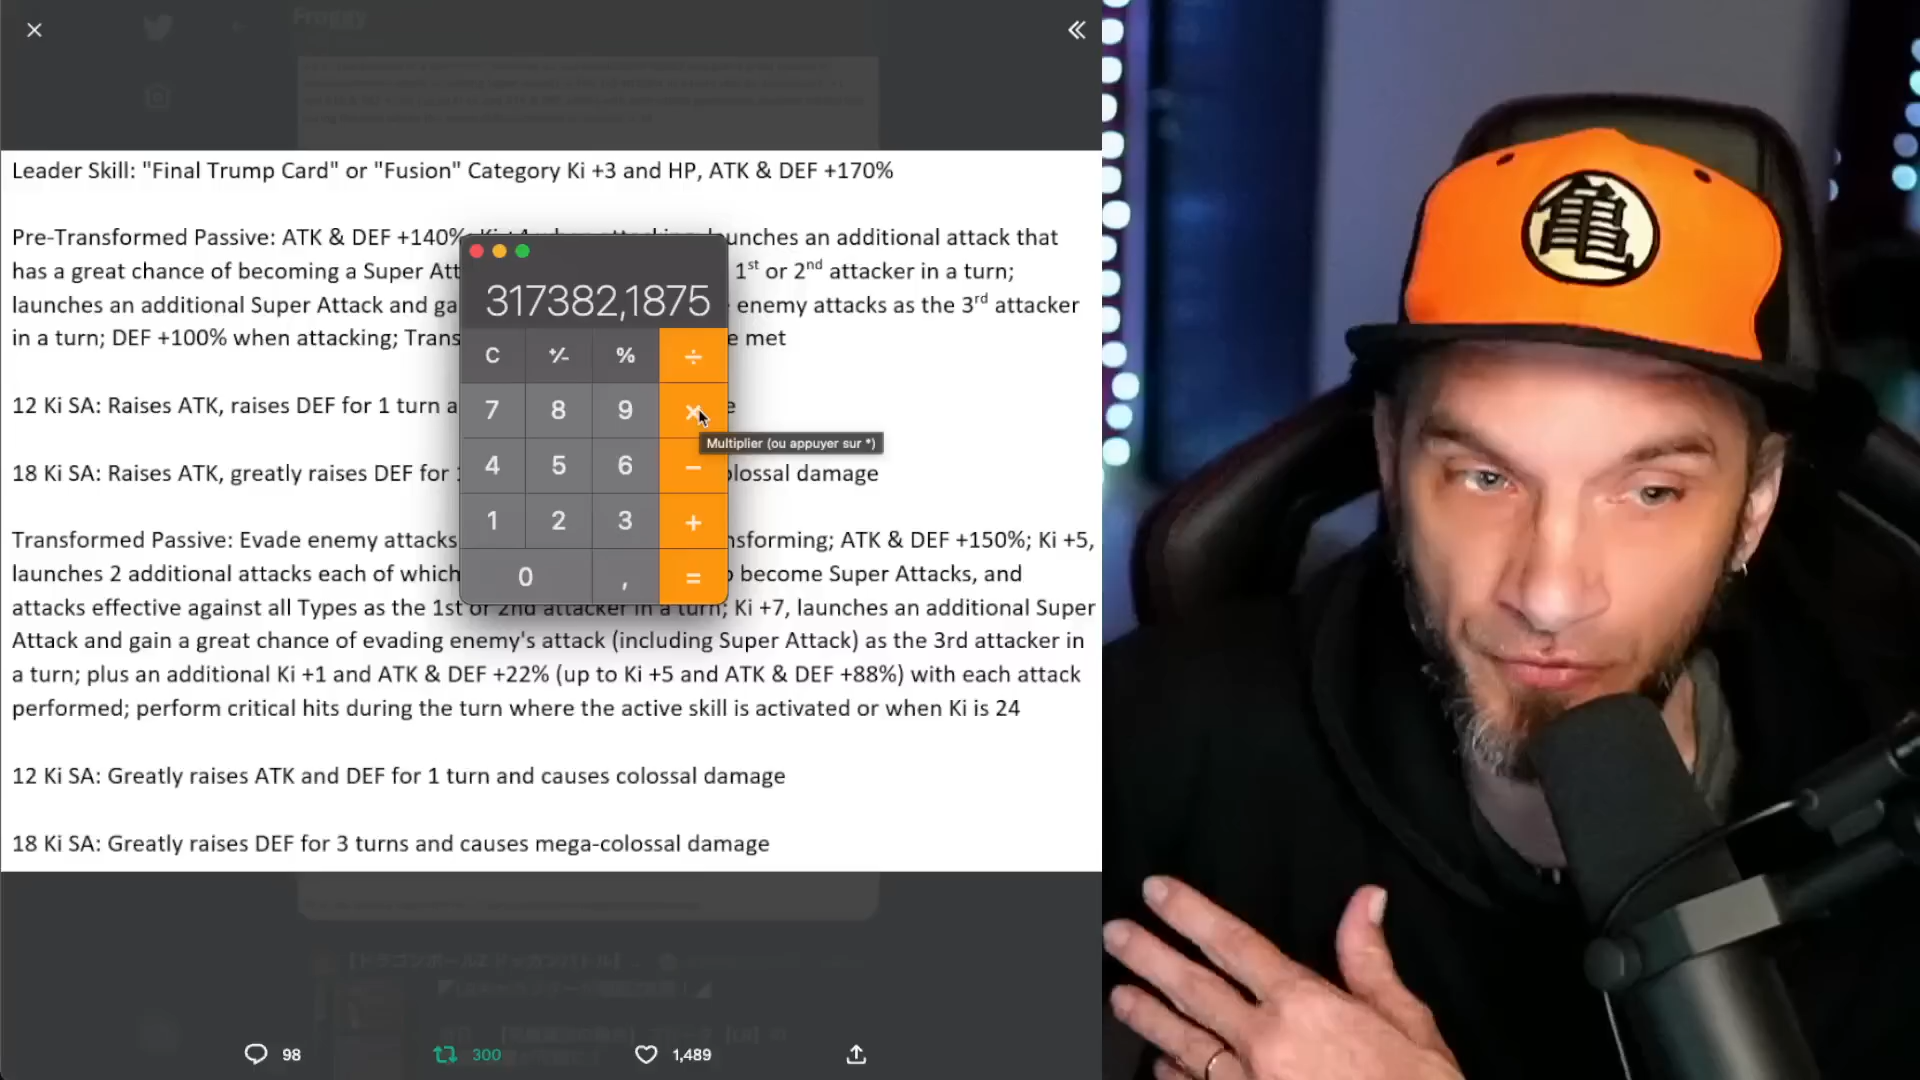 Froggy
Leader Skill: "Final Trump Card" or "Fusion" Category Ki +3 and HP, ATK & DEF +170%
Pre-Transformed Passive: ATK & DEF +140%; launches an additional attack that
has a great chance of becoming a Super Att 1st or 2nd attacker in a turn;
launches an additional Super Attack and ga enemy attacks as the 3rd attacker
in a turn; DEF +100% when attacking; Trans e met
12 Ki SA: Raises ATK, raises DEF for 1 turn a e
18 Ki SA: Raises ATK, greatly raises DEF for lossal damage
Transformed Passive: Evade enemy attacks nsforming; ATK & DEF +150%; Ki +5,
launches 2 additional attacks each of which become Super Attacks, and
attacks effective against all Types as the 1st or 2nd attacker in a turn; Ki +7, launches an additional Super
Attack and gain a great chance of evading enemy's attack (including Super Attack) as the 3rd attacker in
a turn; plus an additional Ki +1 and ATK & DEF +22% (up to Ki +5 and ATK & DEF +88%) with each attack
performed; perform critical hits during the turn where the active skill is activated or when Ki is 24
12 Ki SA: Greatly raises ATK and DEF for 1 turn and causes colossal damage
18 Ki SA: Greatly raises DEF for 3 turns and causes mega-colossal damage
317382,1875
C +/- % ÷
7 8 9 ×
Multiplier (ou appuyer sur *)
4 5 6 −
1 2 3 +
0 , =
98 300 1,489
亀